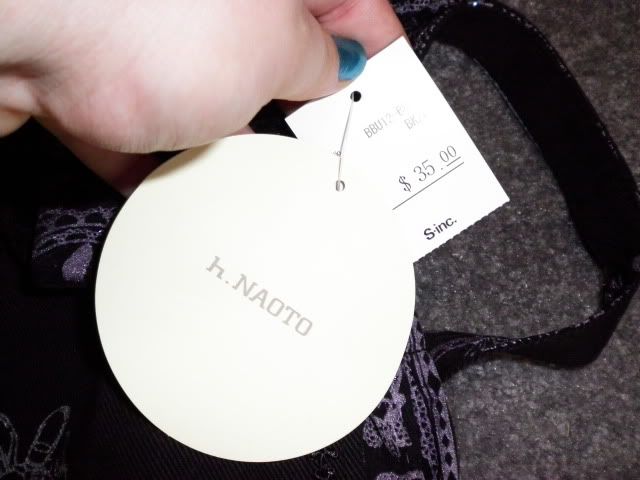 h.NAOTO
$ 35.00
S-inc.